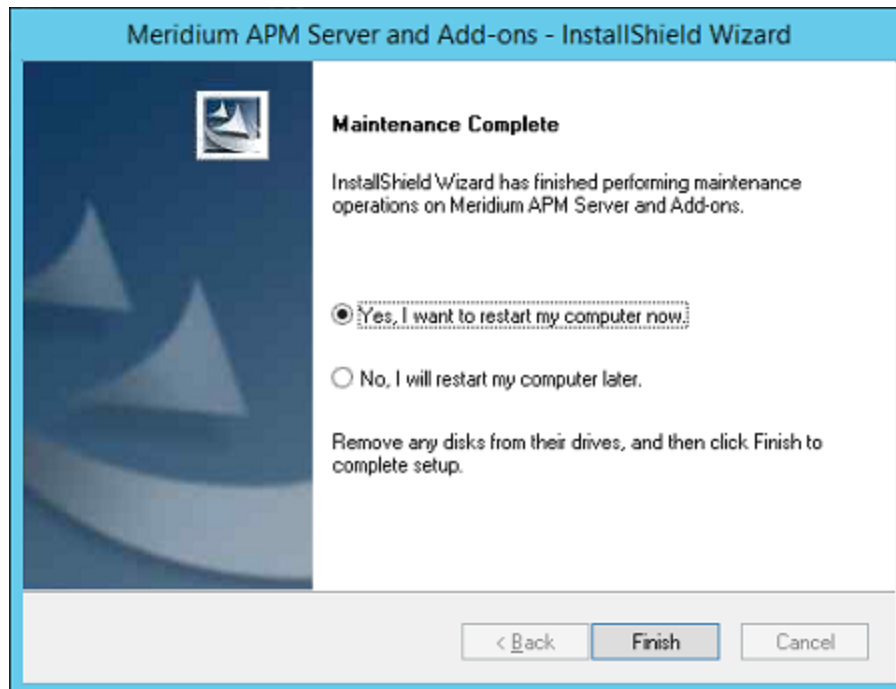 Meridium APM Server and Add-ons - InstallShield Wizard
Maintenance Complete
InstallShield Wizard has finished performing maintenance
operations on Meridium APM Server and Add-ons.
Yes, I want to restart my computer now.
No, I will restart my computer later.
Remove any disks from their drives, and then click Finish to
complete setup.
< Back Finish Cancel